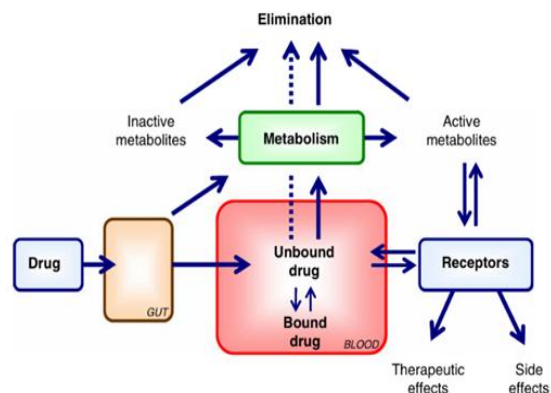 Elimination
Inactive
metabolites
Metabolism
Active
metabolites
Drug
GUT
Unbound
drug
Bound
drug
BLOOD
Receptors
Therapeutic
effects
Side
effects